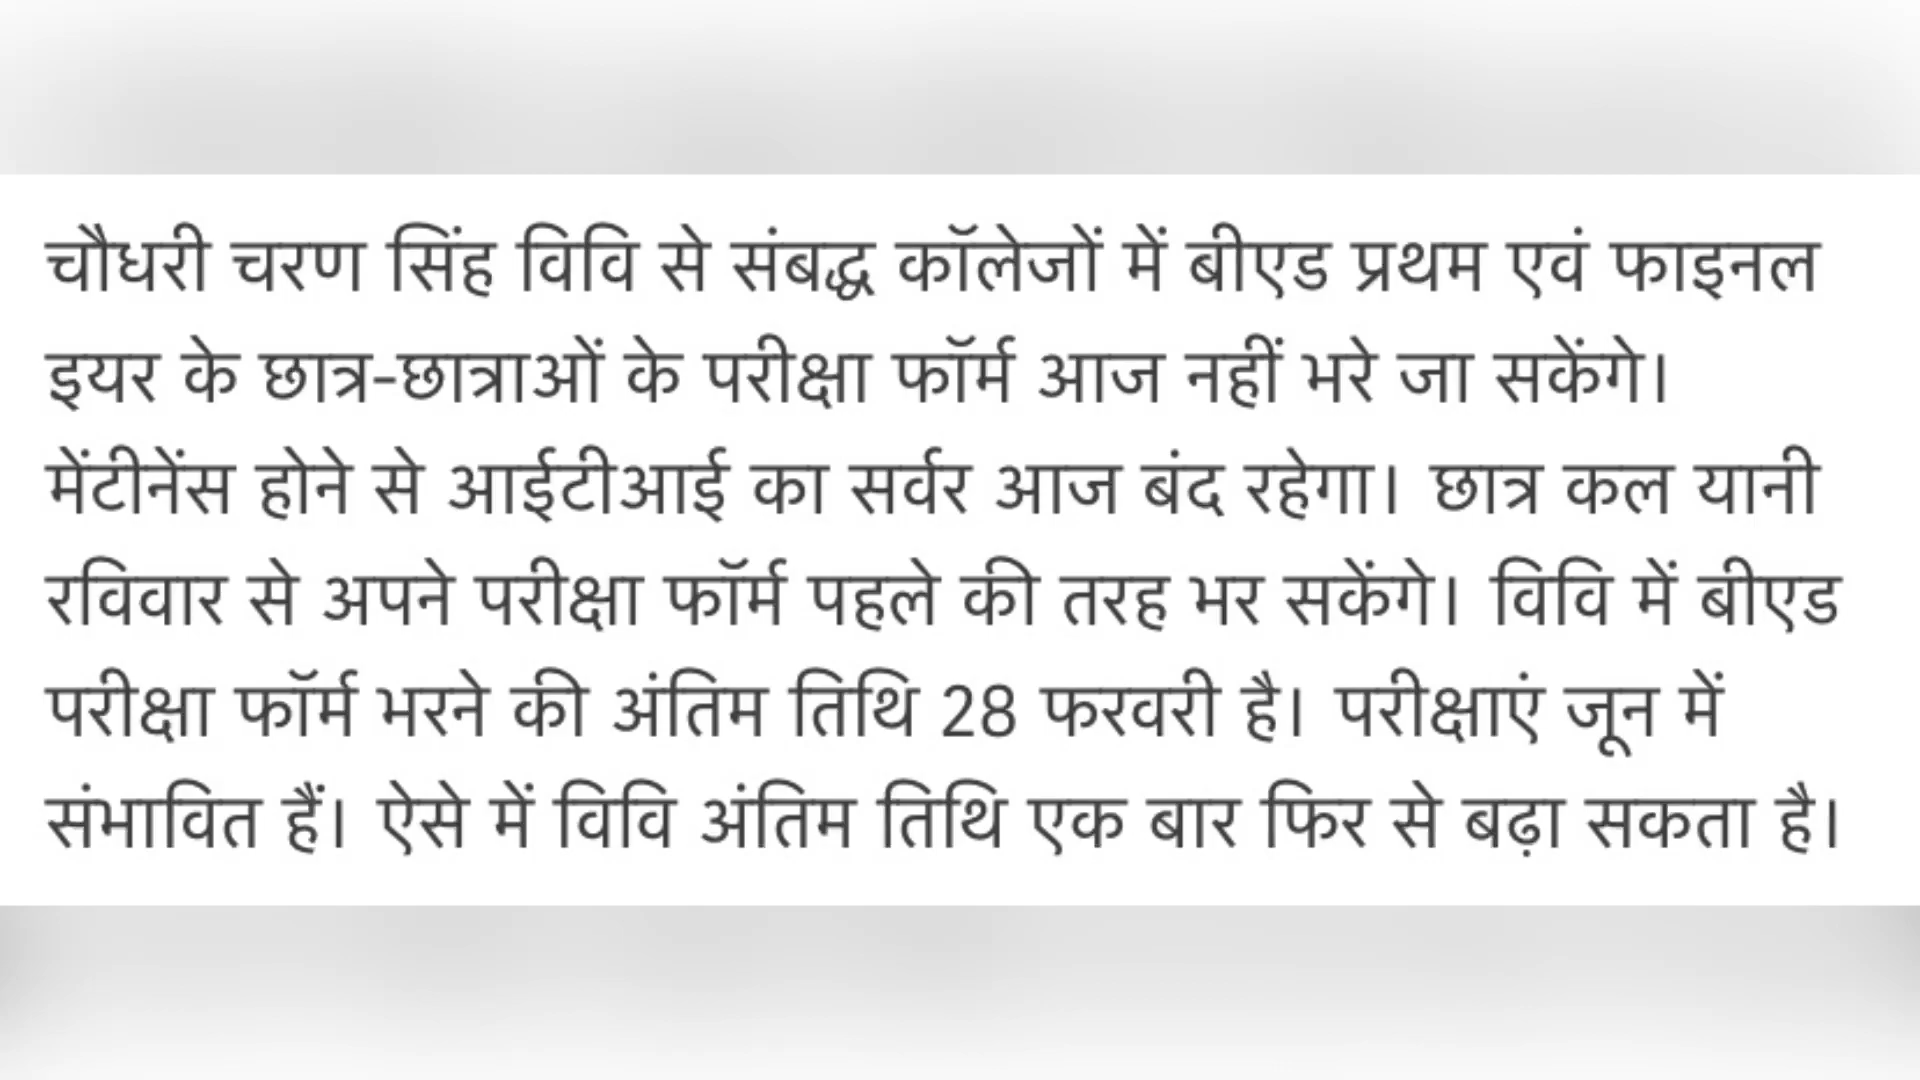 चौधरी चरण सिंह विवि से संबद्ध कॉलेजों में बीएड प्रथम एवं फाइनल
इयर के छात्र-छात्राओं के परीक्षा फॉर्म आज नहीं भरे जा सकेंगे।
मेंटीनेंस होने से आईटीआई का सर्वर आज बंद रहेगा। छात्र कल यानी
रविवार से अपने परीक्षा फॉर्म पहले की तरह भर सकेंगे। विवि में बीएड
परीक्षा फॉर्म भरने की अंतिम तिथि 28 फरवरी है। परीक्षाएं जून में
संभावित हैं। ऐसे में विवि अंतिम तिथि एक बार फिर से बढ़ा सकता है।